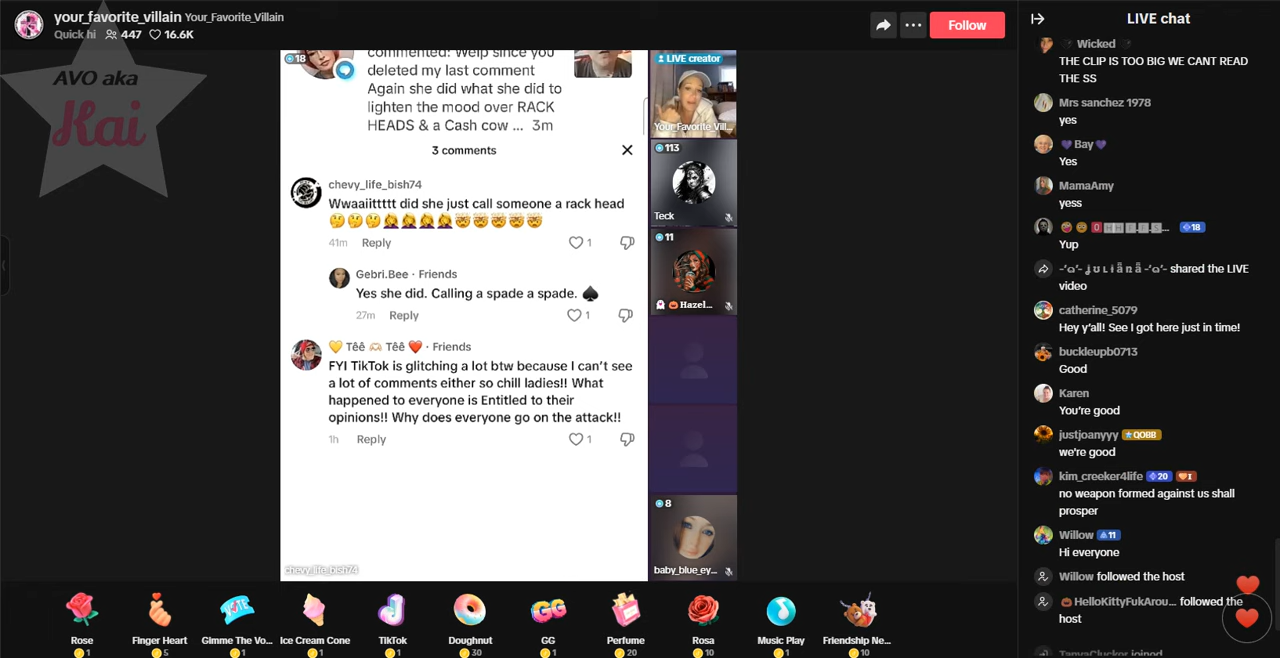 your_favorite_villain Your_Favorite_Villain
Quick hi 447 16.6K
Follow
AVO aka
Kai
18
commented: Welp since you
deleted my last comment
Again she did what she did to
lighten the mood over RACK
HEADS & a Cash cow ... 3m
3 comments
chevy_life_bish74
Wwaaiittttt did she just call someone a rack head
🤔🤔🤔🤦‍♀️🤦‍♀️🤦‍♀️🤦‍♀️🤯🤯🤯🤯🤯
41m Reply 1
Gebri.Bee · Friends
Yes she did. Calling a spade a spade. ♠️
27m Reply 1
💛 Têê 🫶🏼 Têê ❤️ · Friends
FYI TikTok is glitching a lot btw because I can't see
a lot of comments either so chill ladies!! What
happened to everyone is Entitled to their
opinions!! Why does everyone go on the attack!!
1h Reply 1
chevy_life_bish74
LIVE creator
Your_Favorite_Vill...
113
Teck
11
👻🎃Hazel...
8
baby_blue_ey...
Rose
1
Finger Heart
5
Gimme The Vo...
1
Ice Cream Cone
1
TikTok
1
Doughnut
30
GG
1
Perfume
20
Rosa
10
Music Play
1
Friendship Ne...
10
LIVE chat
Wicked
THE CLIP IS TOO BIG WE CANT READ
THE SS
Mrs sanchez 1978
yes
💜Bay💜
Yes
MamaAmy
yess
18
Yup
shared the LIVE
video
catherine_5079
Hey y'all! See I got here just in time!
buckleupb0713
Good
Karen
You're good
justjoanyyy QOBB
we're good
kim_creeker4life 20 I
no weapon formed against us shall
prosper
Willow 11
Hi everyone
Willow followed the host
🎃HelloKittyFukArou... followed the
host
TanyaClucker joined